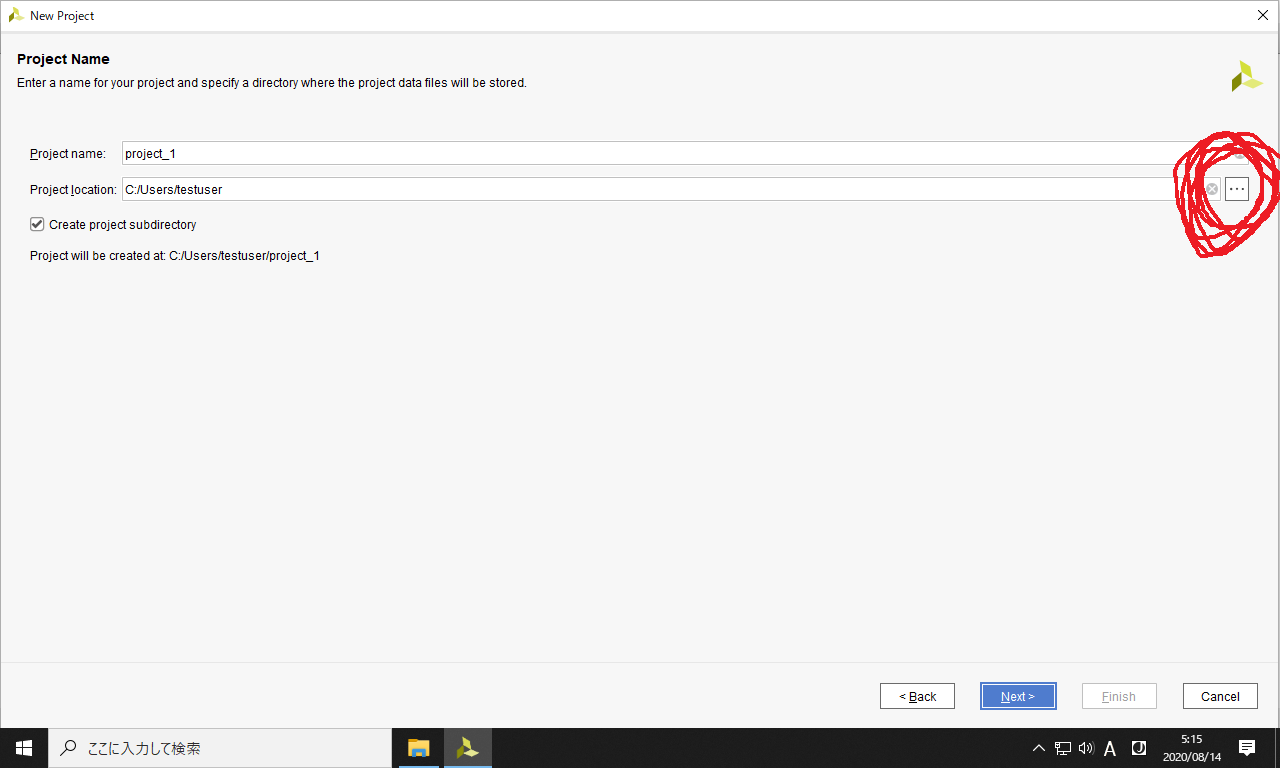 New Project
Project Name
Enter a name for your project and specify a directory where the project data files will be stored.
Project name: project_1
Project location: C:/Users/testuser
Create project subdirectory
Project will be created at: C:/Users/testuser/project_1
< Back Next > Finish Cancel
ここに入力して検索
A J 5:15
2020/08/14